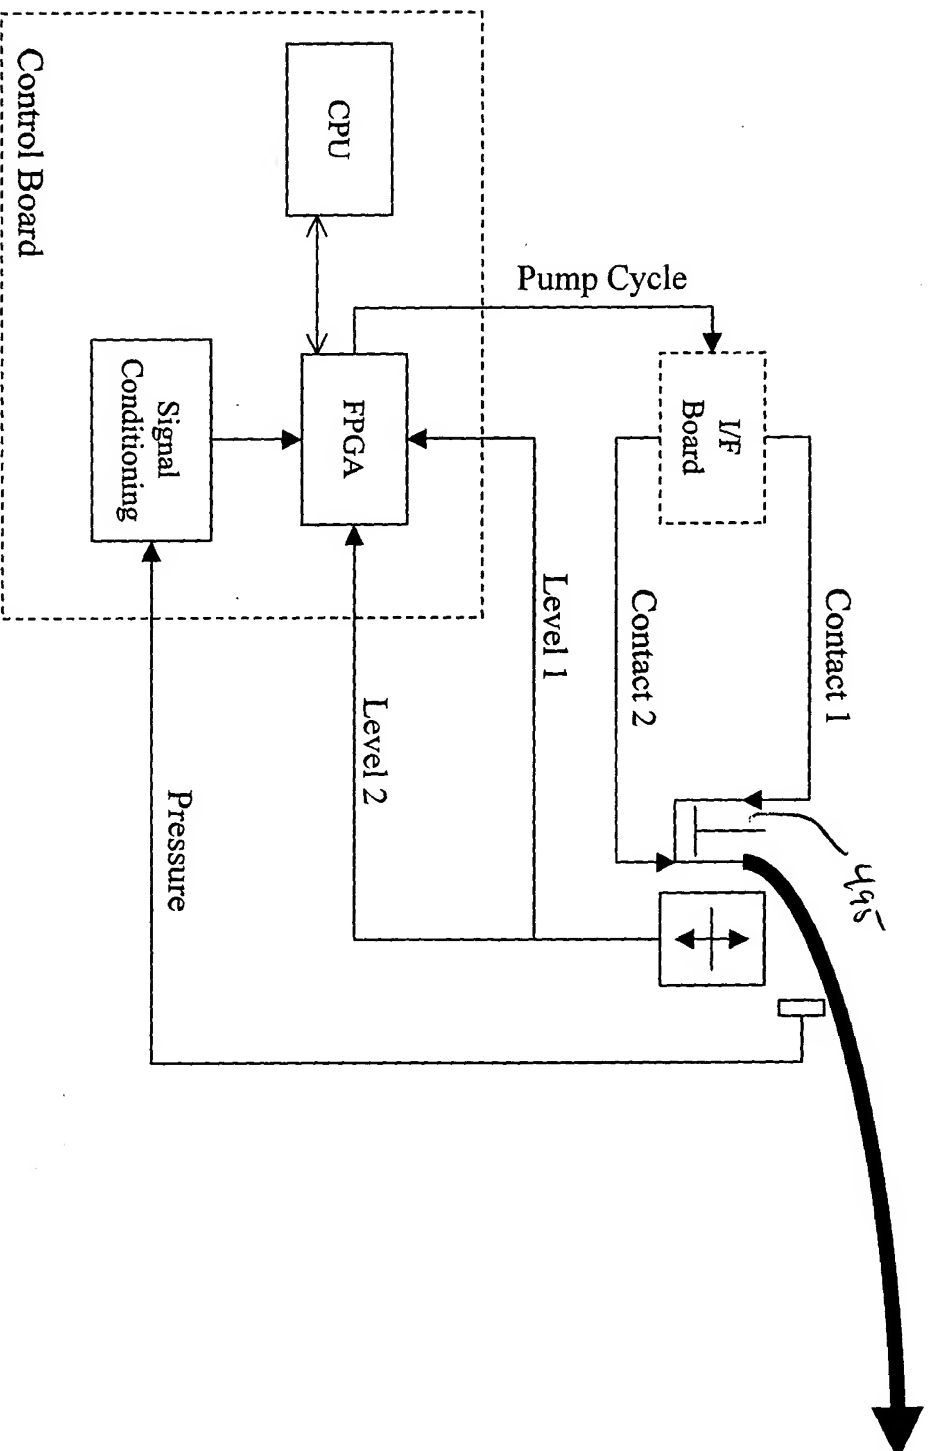 Control Board
CPU
FPGA
Signal
Conditioning
Pump Cycle
I/F
Board
Contact 1
Contact 2
Level 1
Level 2
Pressure
495